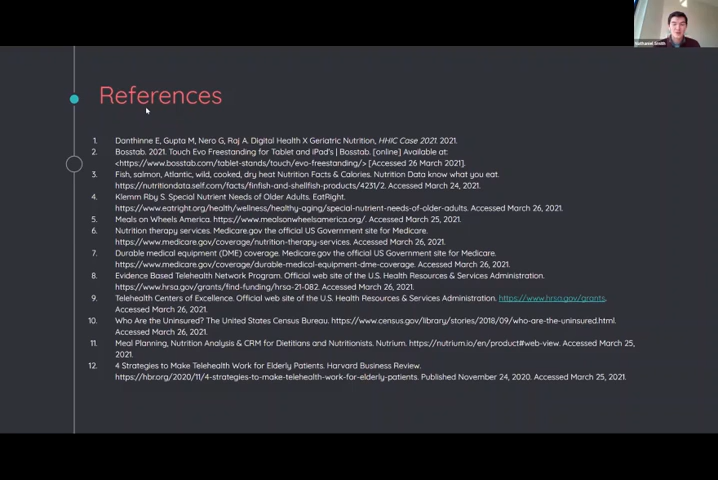 Nathaniel Smith
References
1. Danthinne E, Gupta M, Nero G, Raj A. Digital Health X Geriatric Nutrition, HHIC Case 2021. 2021.
2. Bosstab. 2021. Touch Evo Freestanding for Tablet and iPad's | Bosstab. [online] Available at:
<https://www.bosstab.com/tablet-stands/touch/evo-freestanding/> [Accessed 26 March 2021].
3. Fish, salmon, Atlantic, wild, cooked, dry heat Nutrition Facts & Calories. Nutrition Data know what you eat.
https://nutritiondata.self.com/facts/finfish-and-shellfish-products/4231/2. Accessed March 24, 2021.
4. Klemm Rby S. Special Nutrient Needs of Older Adults. EatRight.
https://www.eatright.org/health/wellness/healthy-aging/special-nutrient-needs-of-older-adults. Accessed March 26, 2021.
5. Meals on Wheels America. https://www.mealsonwheelsamerica.org/. Accessed March 25, 2021.
6. Nutrition therapy services. Medicare.gov the official US Government site for Medicare.
https://www.medicare.gov/coverage/nutrition-therapy-services. Accessed March 26, 2021.
7. Durable medical equipment (DME) coverage. Medicare.gov the official US Government site for Medicare.
https://www.medicare.gov/coverage/durable-medical-equipment-dme-coverage. Accessed March 26, 2021.
8. Evidence Based Telehealth Network Program. Official web site of the U.S. Health Resources & Services Administration.
https://www.hrsa.gov/grants/find-funding/hrsa-21-082. Accessed March 26, 2021.
9. Telehealth Centers of Excellence. Official web site of the U.S. Health Resources & Services Administration. https://www.hrsa.gov/grants.
Accessed March 26, 2021.
10. Who Are the Uninsured? The United States Census Bureau. https://www.census.gov/library/stories/2018/09/who-are-the-uninsured.html.
Accessed March 26, 2021.
11. Meal Planning, Nutrition Analysis & CRM for Dietitians and Nutritionists. Nutrium. https://nutrium.io/en/product#web-view. Accessed March 25,
2021.
12. 4 Strategies to Make Telehealth Work for Elderly Patients. Harvard Business Review.
https://hbr.org/2020/11/4-strategies-to-make-telehealth-work-for-elderly-patients. Published November 24, 2020. Accessed March 25, 2021.